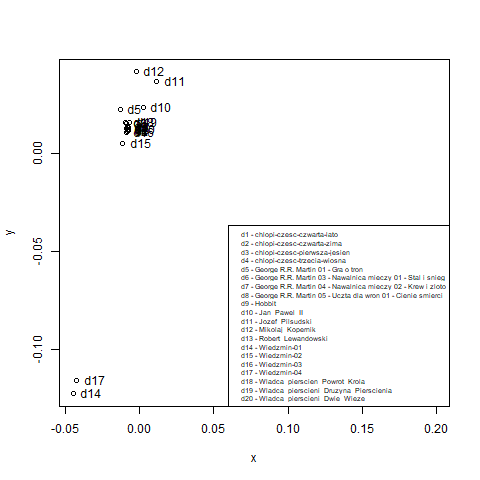 d12
d11
d10
d5
d15
d17
d14
0.00
-0.05
-0.10
y
-0.05
0.00
0.05
0.10
0.15
0.20
x
d1 - chlopi-czesc-czwarta-lato
d2 - chlopi-czesc-czwarta-zima
d3 - chlopi-czesc-pierwsza-jesien
d4 - chlopi-czesc-trzecia-wiosna
d5 - George R.R. Martin 01 - Gra o tron
d6 - George R.R. Martin 03 - Nawalnica mieczy 01 - Stal i snieg
d7 - George R.R. Martin 04 - Nawalnica mieczy 02 - Krew i zloto
d8 - George R.R. Martin 05 - Uczta dla wron 01 - Cienie smierci
d9 - Hobbit
d10 - Jan Pawel II
d11 - Jozef Pilsudski
d12 - Mikolaj Kopernik
d13 - Robert Lewandowski
d14 - Wiedzmin-01
d15 - Wiedzmin-02
d16 - Wiedzmin-03
d17 - Wiedzmin-04
d18 - Wladca pierscien Powrot Krola
d19 - Wladca pierscieni Druzyna Pierscienia
d20 - Wladca pierscieni Dwie Wieze